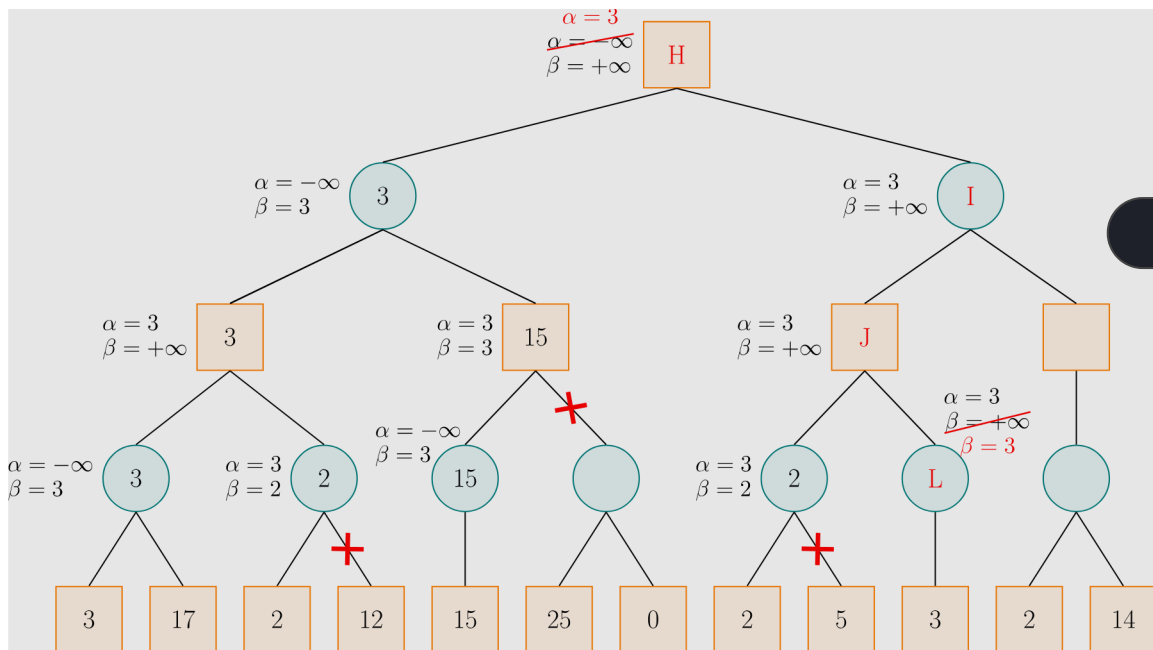 α = 3
α = −∞
β = +∞
H
α = −∞
β = 3
3
α = 3
β = +∞
I
α = 3
β = +∞
3
α = 3
β = 3
15
α = 3
β = +∞
J
α = −∞
β = 3
3
α = 3
β = 2
2
α = −∞
β = 3
15
α = 3
β = 2
2
α = 3
β = +∞
β = 3
L
3 17 2 12 15 25 0 2 5 3 2 14